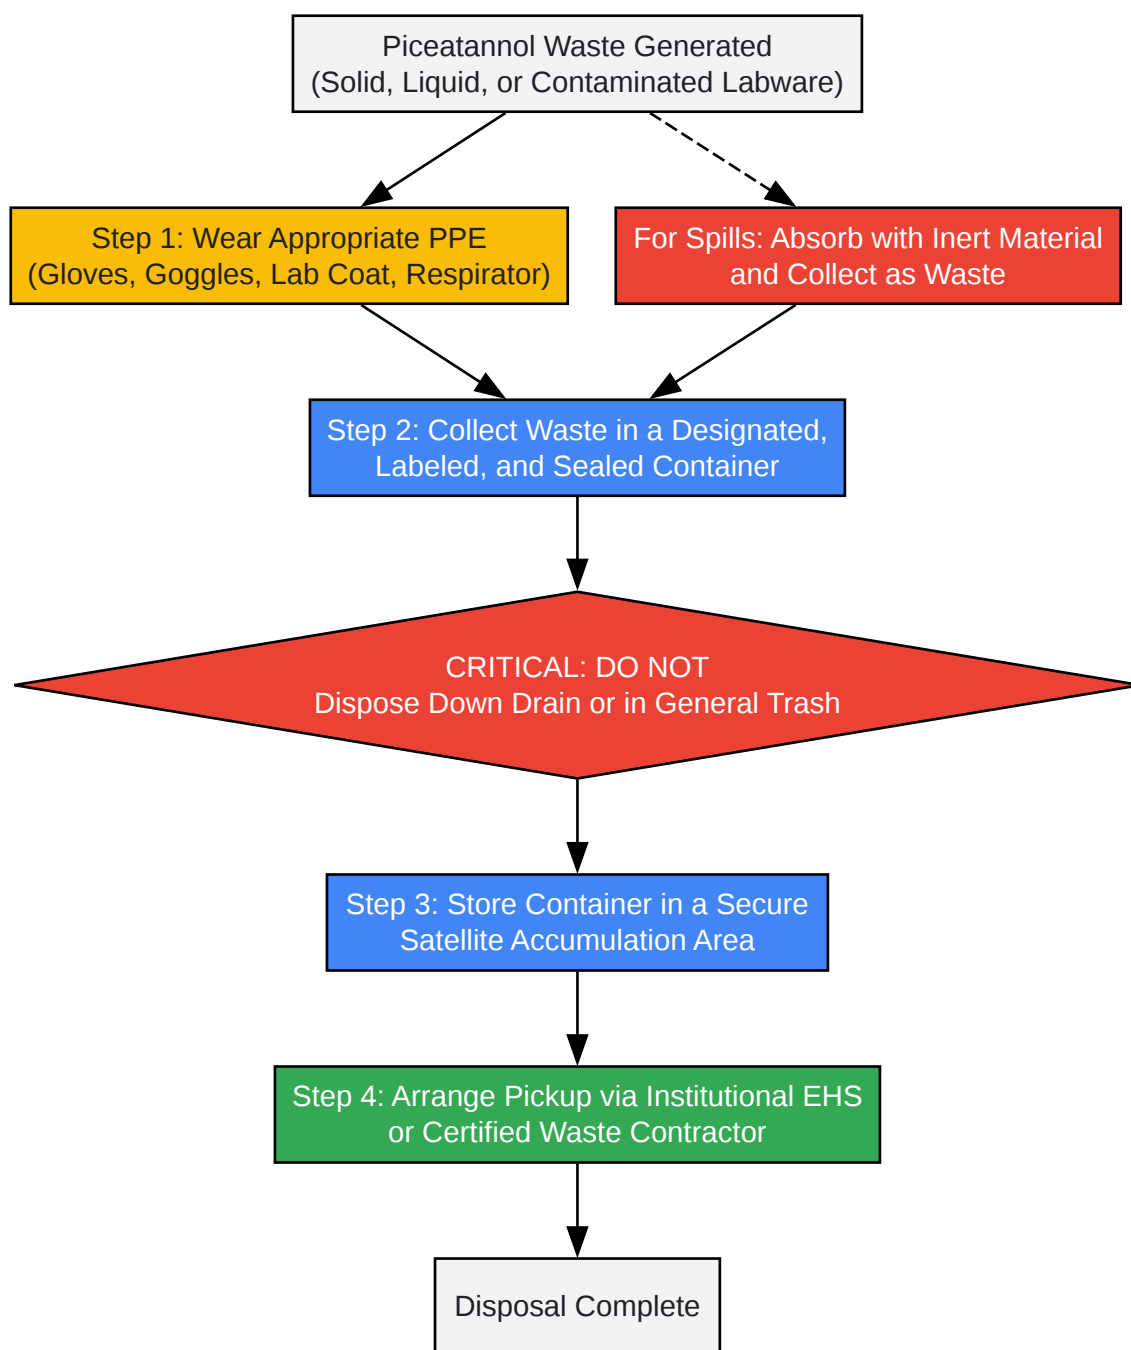 Piceatannol Waste Generated
(Solid, Liquid, or Contaminated Labware)
Step 1: Wear Appropriate PPE
(Gloves, Goggles, Lab Coat, Respirator)
For Spills: Absorb with Inert Material
and Collect as Waste
Step 2: Collect Waste in a Designated,
Labeled, and Sealed Container
CRITICAL: DO NOT
Dispose Down Drain or in General Trash
Step 3: Store Container in a Secure
Satellite Accumulation Area
Step 4: Arrange Pickup via Institutional EHS
or Certified Waste Contractor
Disposal Complete